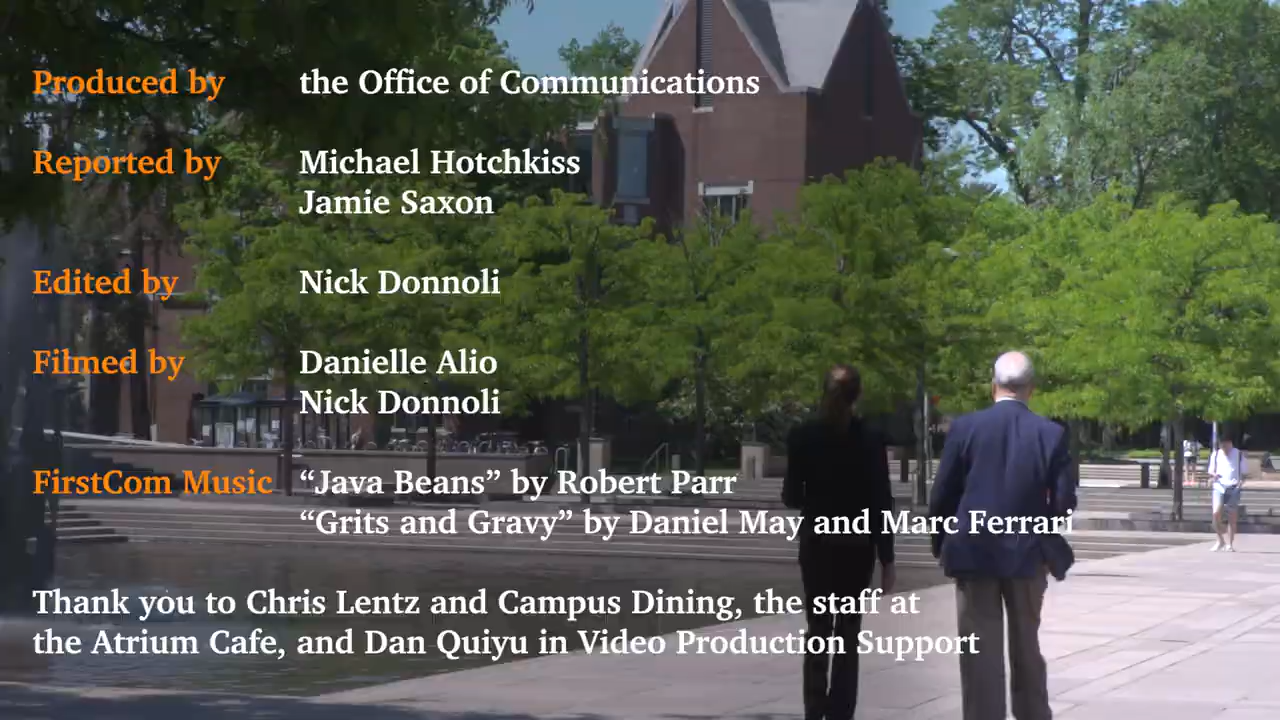 Produced by the Office of Communications
Reported by Michael Hotchkiss
Jamie Saxon
Edited by Nick Donnoli
Filmed by Danielle Alio
Nick Donnoli
FirstCom Music “Java Beans” by Robert Parr
“Grits and Gravy” by Daniel May and Marc Ferrari
Thank you to Chris Lentz and Campus Dining, the staff at
the Atrium Cafe, and Dan Quiyu in Video Production Support